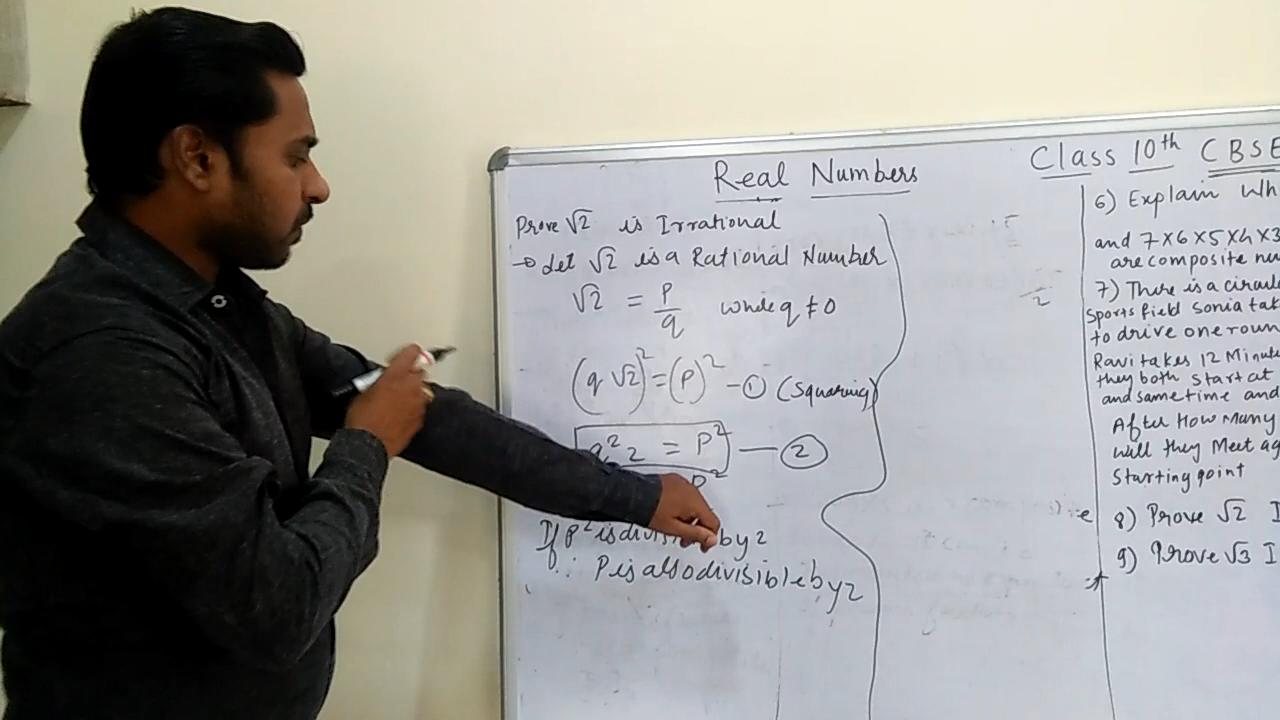 Real Numbers
Class 10th CBSE
Prove √2 is Irrational
→ Let √2 is a Rational Number
√2 = P/q where q ≠ 0
(q √2)² = (P)² - ① (Squaring)
q² 2 = P² — ②
P²
If P² is by 2
∴ P is also divisible by 2
6) Explain Wh
and 7×6×5×4×3
are composite nu
7) There is a circul
Sports field Sonia tak
to drive one roun
Ravi takes 12 Minute
they both start at
and same time and
After How Many
will they Meet ag
Starting point
8) Prove √2 I
9) Prove √3 I